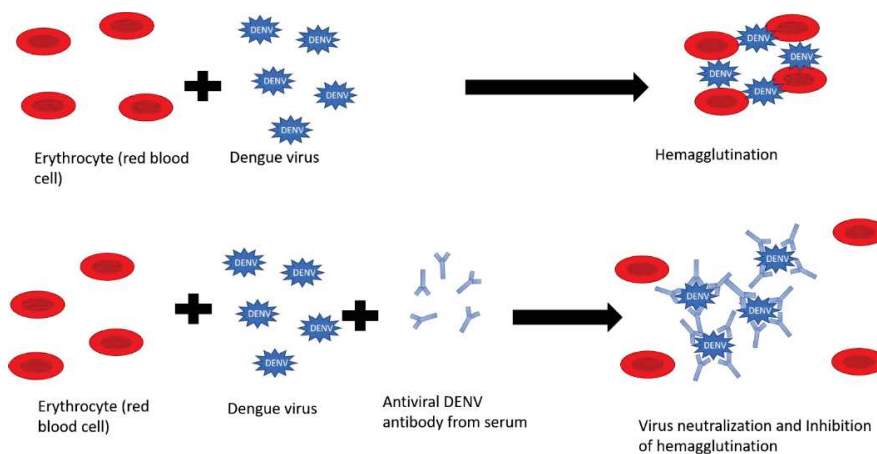 DENV
DENV
DENV
DENV
DENV
DENV
DENV
DENV
DENV
Erythrocyte (red blood
cell)
Dengue virus
Hemagglutination
DENV
DENV
DENV
DENV
DENV
DENV
DENV
DENV
DENV
Erythrocyte (red
blood cell)
Dengue virus
Antiviral DENV
antibody from serum
Virus neutralization and Inhibition
of hemagglutination